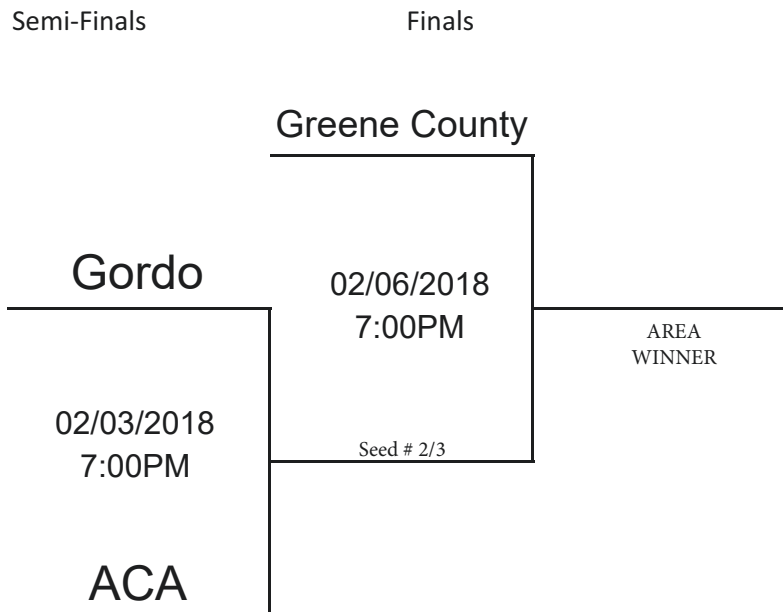 Semi-Finals
Finals
Greene County
Gordo
02/06/2018
7:00PM
AREA
WINNER
02/03/2018
7:00PM
Seed # 2/3
ACA